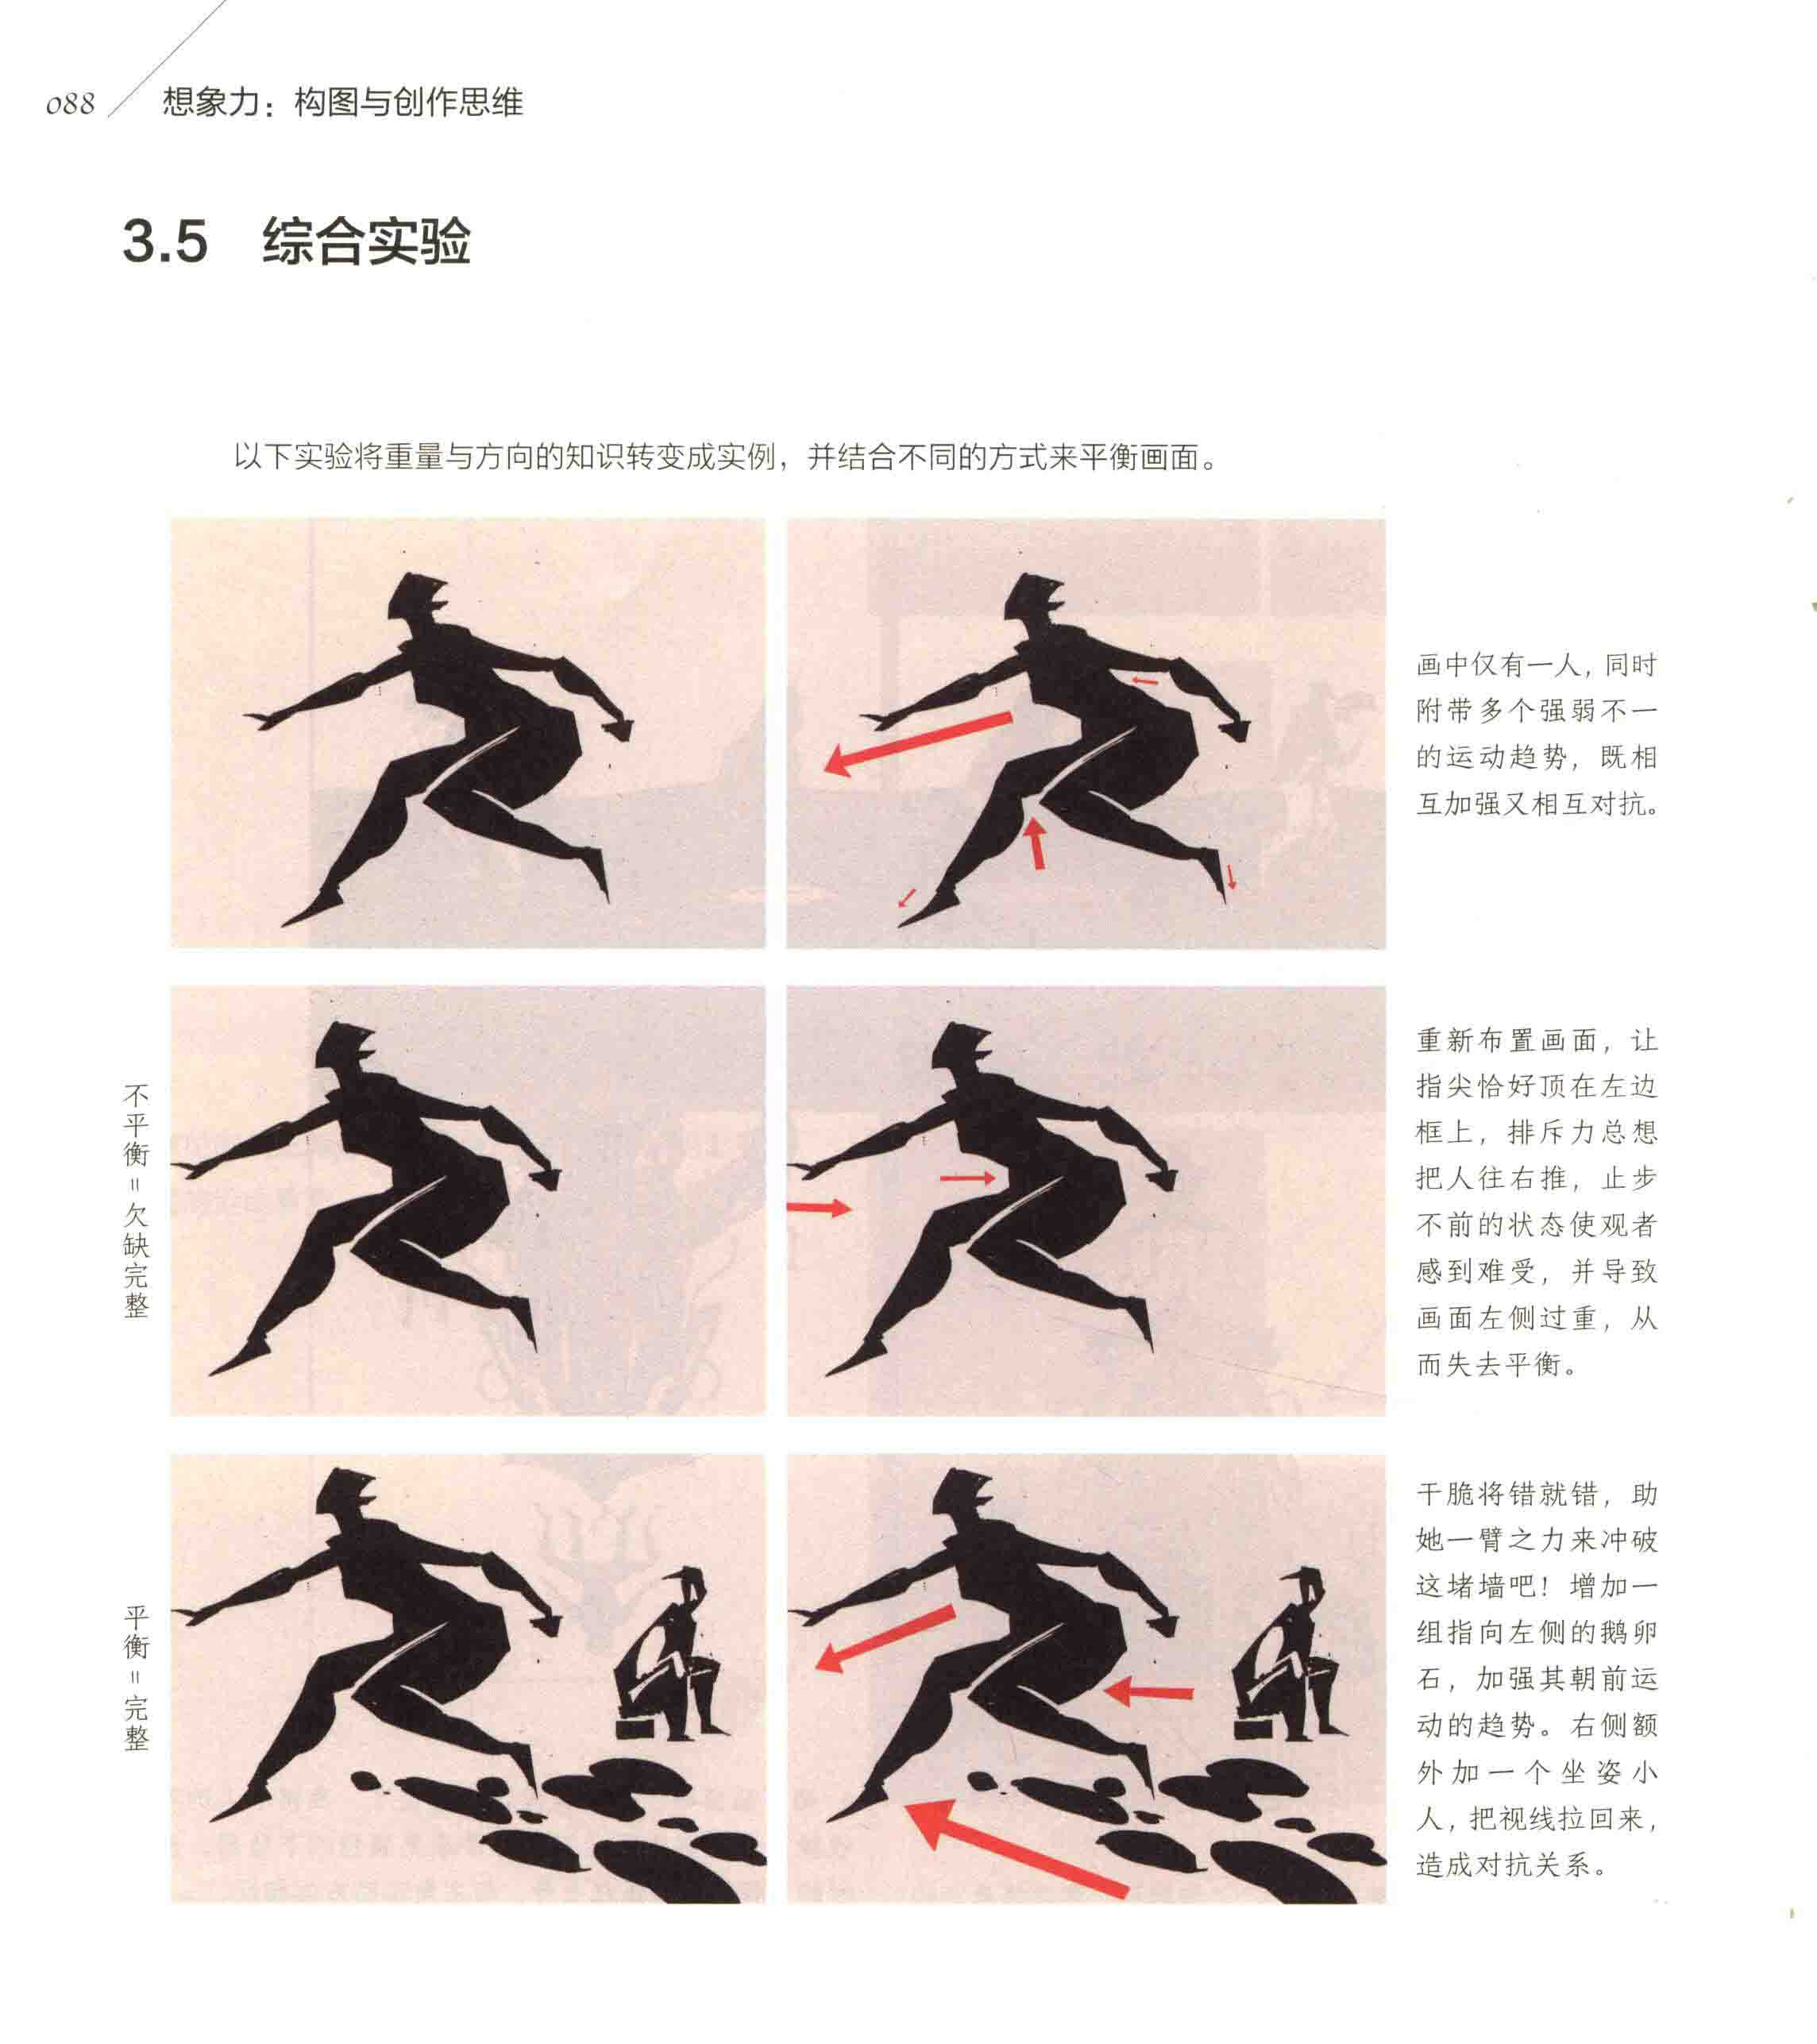 088
想象力：构图与创作思维
3.5 综合实验
以下实验将重量与方向的知识转变成实例，并结合不同的方式来平衡画面。
画中仅有一人，同时
附带多个强弱不一
的运动趋势，既相
互加强又相互对抗。
不平衡=欠缺完整
重新布置画面，让
指尖恰好顶在左边
框上，排斥力总想
把人往右推，止步
不前的状态使观者
感到难受，并导致
画面左侧过重，从
而失去平衡。
平衡=完整
干脆将错就错，助
她一臂之力来冲破
这堵墙吧！增加一
组指向左侧的鹅卵
石，加强其朝前运
动的趋势。右侧额
外加一个坐姿小
人，把视线拉回来，
造成对抗关系。